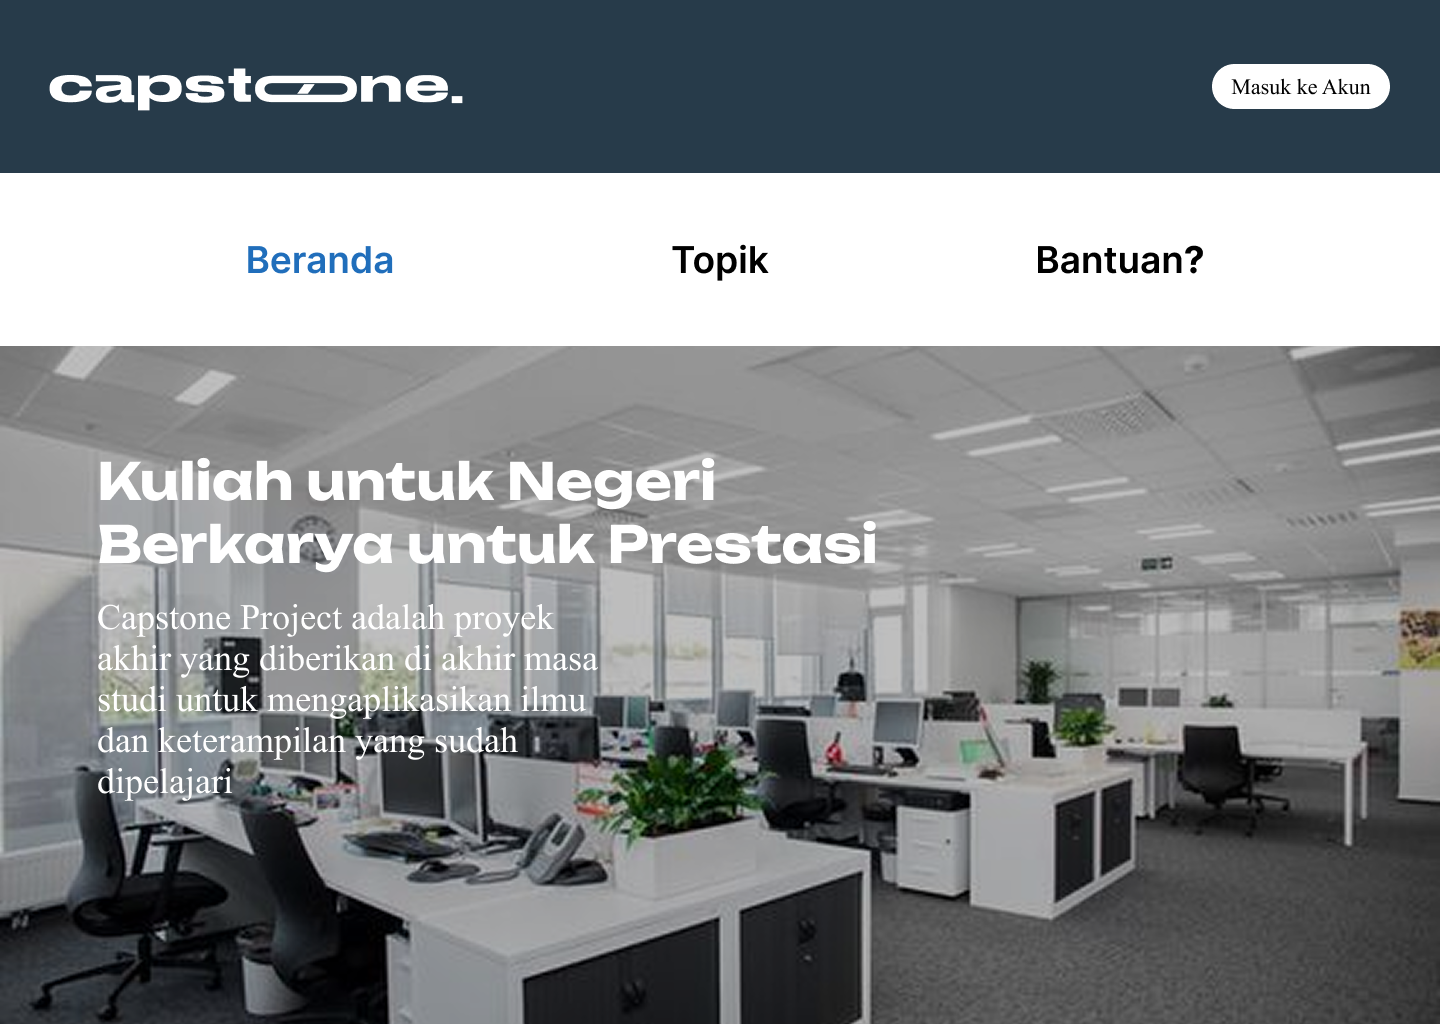 capstone.
Masuk ke Akun
Beranda
Topik
Bantuan?
Kuliah untuk Negeri
Berkarya untuk Prestasi
Capstone Project adalah proyek
akhir yang diberikan di akhir masa
studi untuk mengaplikasikan ilmu
dan keterampilan yang sudah
dipelajari